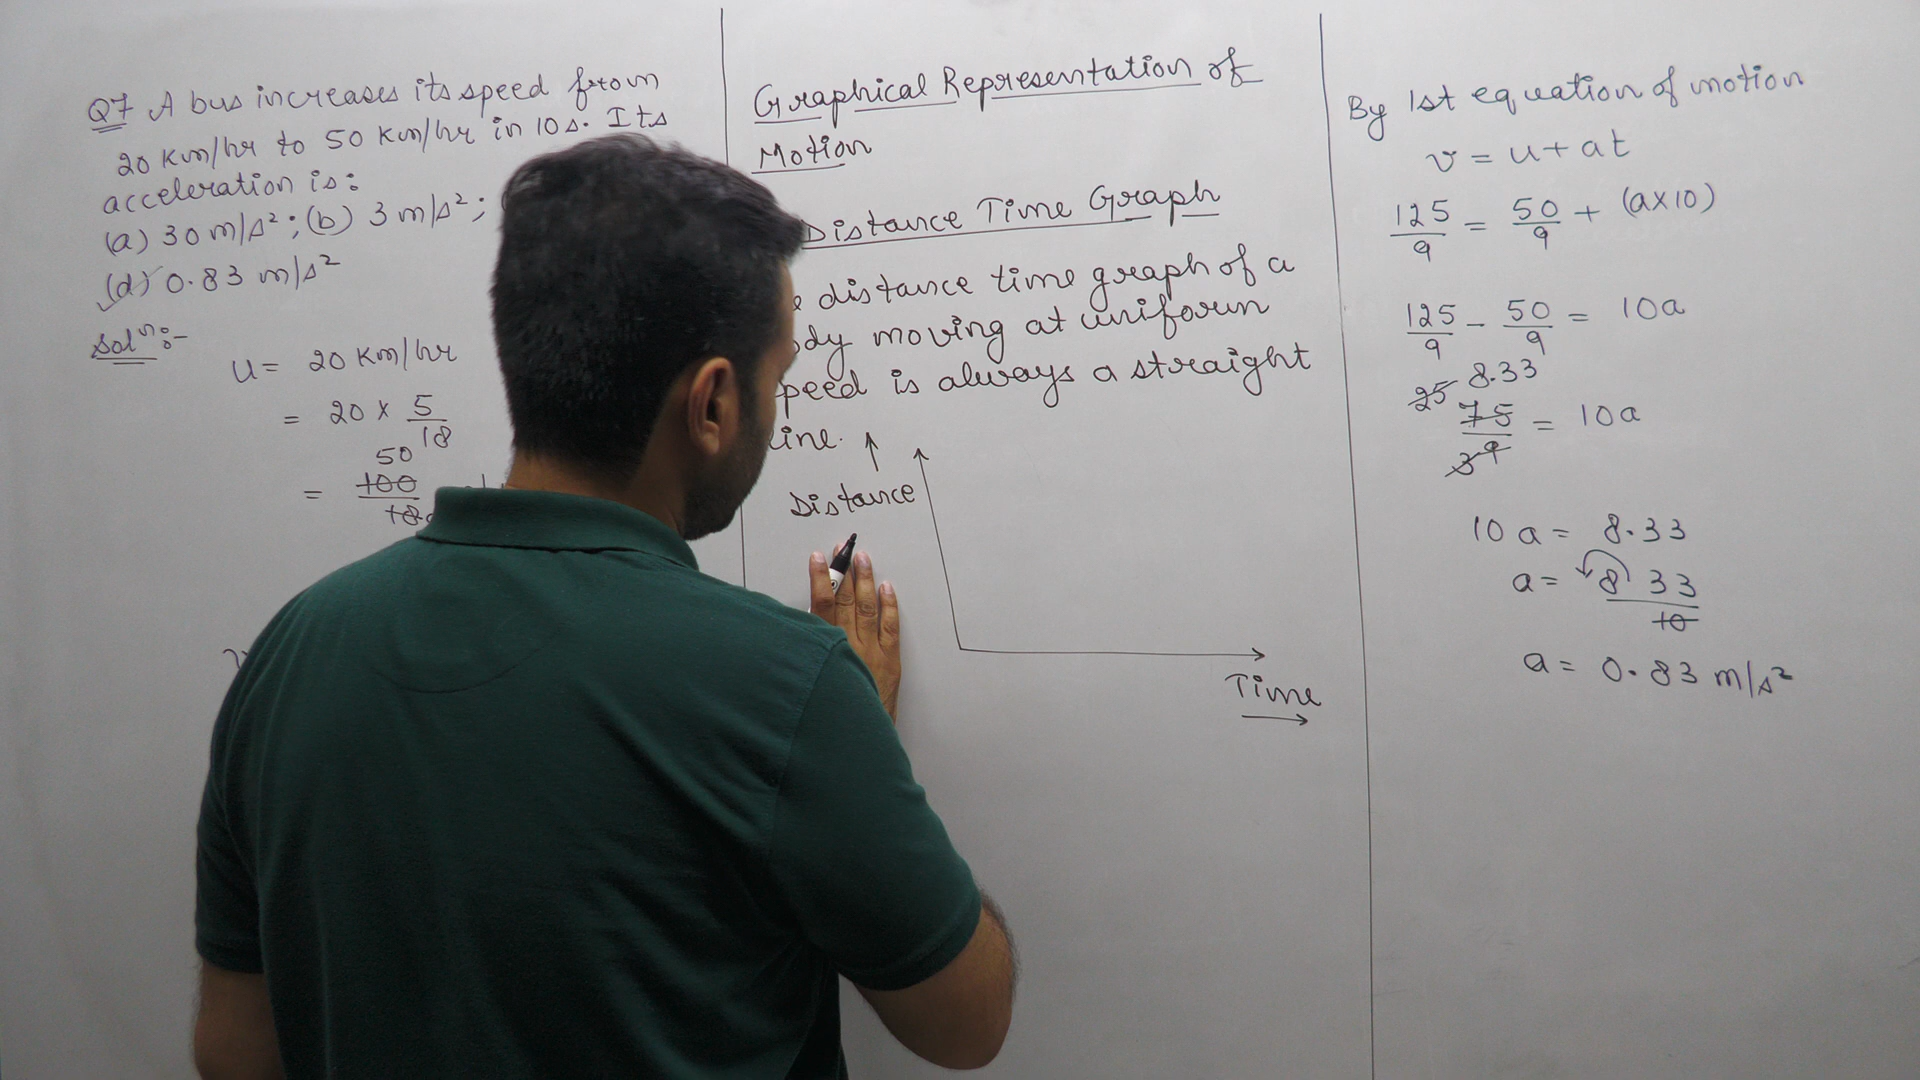 Q7 A bus increases its speed from
20 Km/hr to 50 Km/hr in 10s. Its
acceleration is:
(a) 30 m/s²; (b) 3 m/s²;
(d) 0.83 m/s²
Solⁿ:-
U= 20 Km/hr
= 20 × 5/18
50
= 100/18
Graphical Representation of
Motion
Distance Time Graph
distance time graph of a
moving at uniform
is always a straight
Distance
Time
By 1st equation of motion
v = u + at
125/9 = 50/9 + (a×10)
125/9 - 50/9 = 10a
25 8.33
75/9 = 10a
3
10 a = 8.33
a = 8 33/10
a = 0.83 m/s²